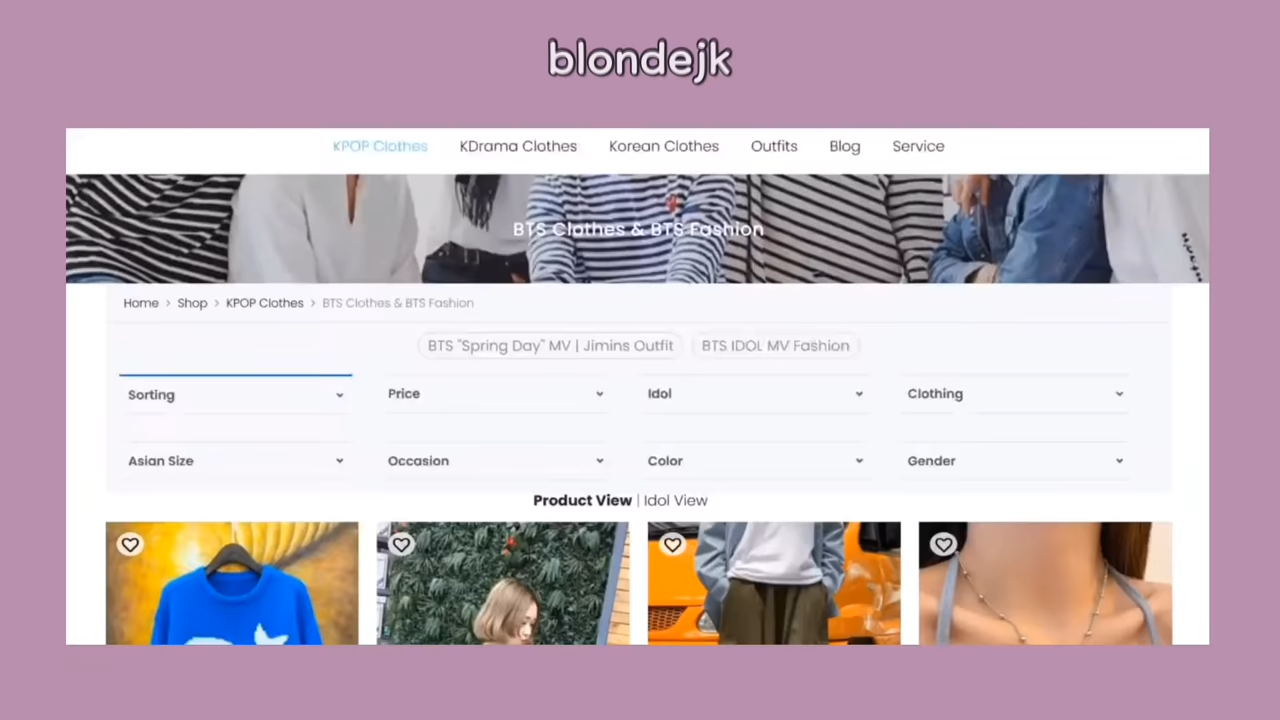 blondejk
KPOP Clothes KDrama Clothes Korean Clothes Outfits Blog Service
BTS Clothes & BTS Fashion
Home > Shop > KPOP Clothes > BTS Clothes & BTS Fashion
BTS "Spring Day" MV | Jimins Outfit BTS IDOL MV Fashion
Sorting Price Idol Clothing
Asian Size Occasion Color Gender
Product View | Idol View